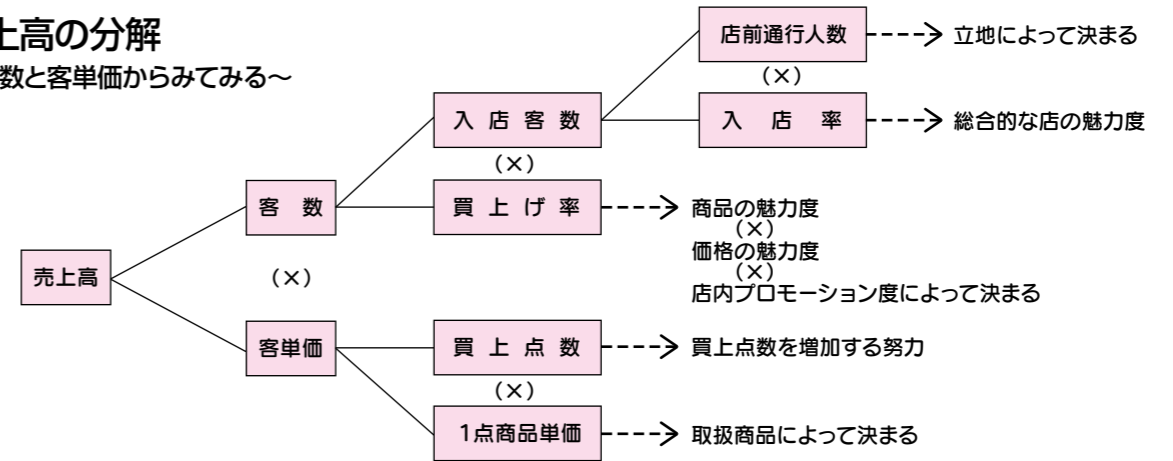 上高の分解
数と客単価からみてみる〜
店前通行人数
立地によって決まる
(×)
入店客数
入店率
総合的な店の魅力度
(×)
客数
買上げ率
商品の魅力度
(×)
価格の魅力度
(×)
店内プロモーション度によって決まる
売上高
(×)
客単価
買上点数
買上点数を増加する努力
(×)
1点商品単価
取扱商品によって決まる